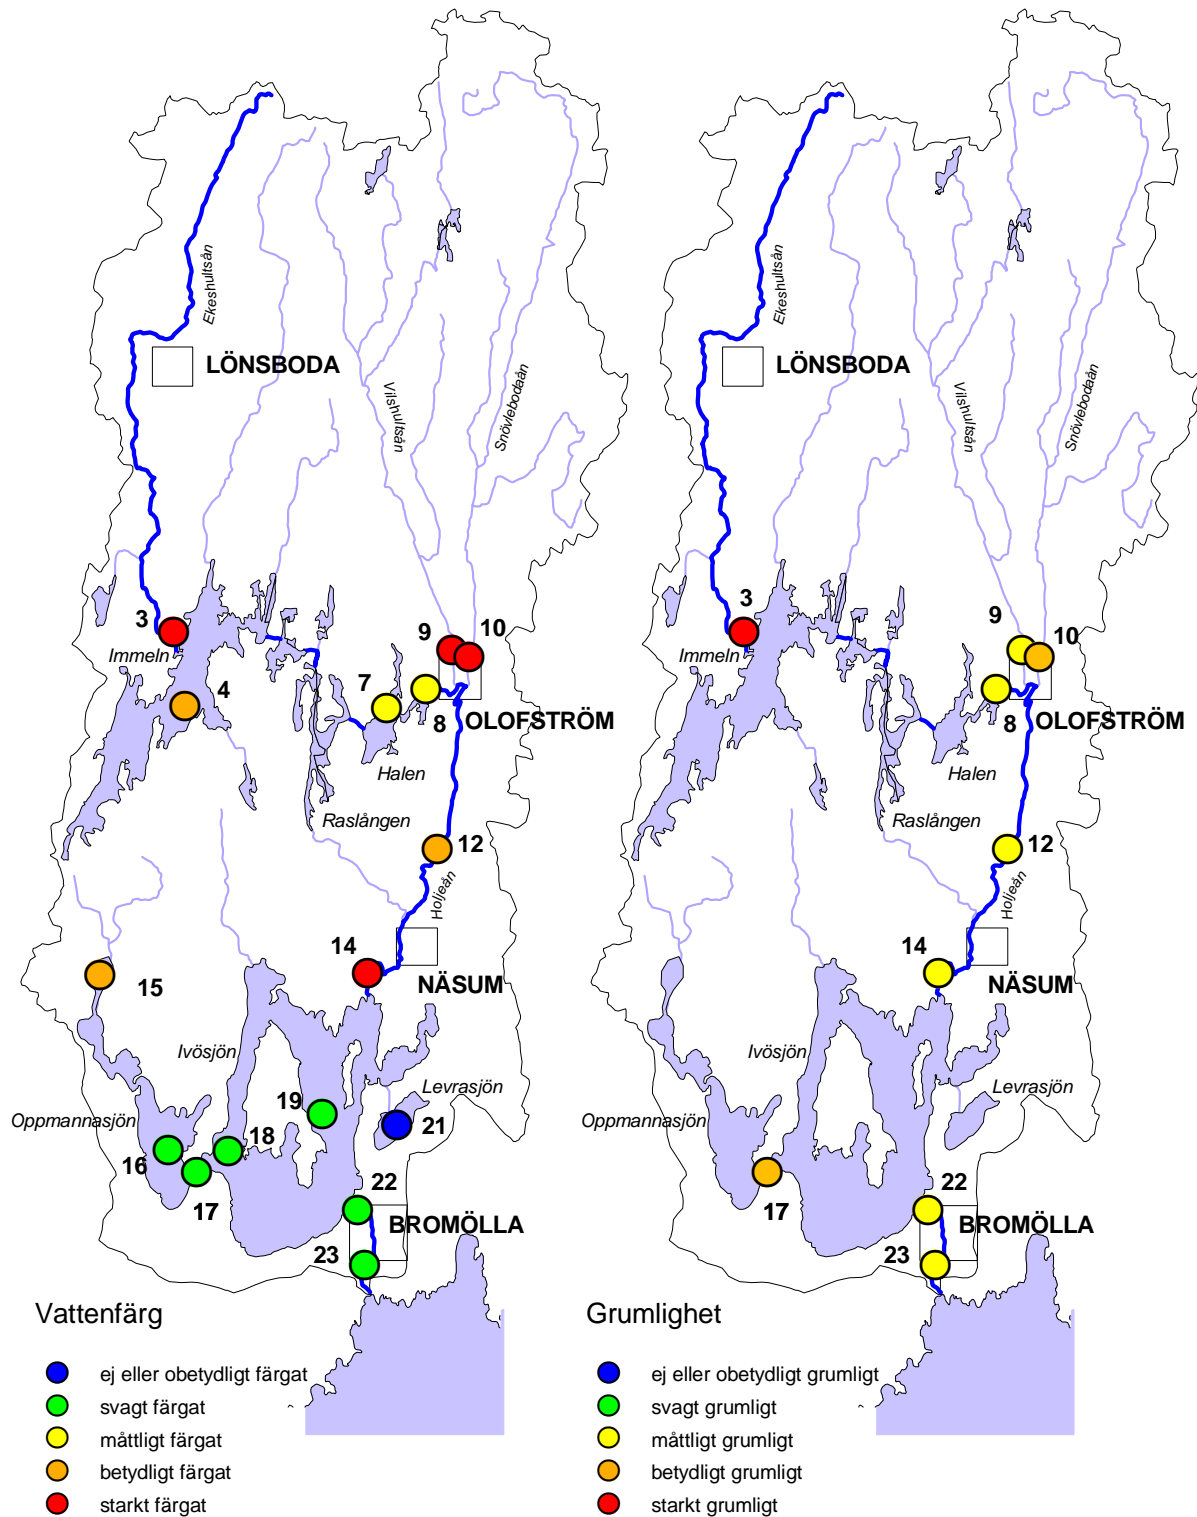 Ekeshultsån
LÖNSBODA
Vilshultsån
Snövlebodaån
3
Immeln
4
7
9
10
8
OLOFSTRÖM
Halen
Raslången
12
Holjeån
14
NÄSUM
15
Ivösjön
Levrasjön
19
Oppmannasjön
21
18
16
17
22
BROMÖLLA
23
Vattenfärg
ej eller obetydligt färgat
svagt färgat
måttligt färgat
betydligt färgat
starkt färgat
Ekeshultsån
LÖNSBODA
Vilshultsån
Snövlebodaån
3
Immeln
9
10
8
OLOFSTRÖM
Halen
Raslången
12
Holjeån
14
NÄSUM
Ivösjön
Levrasjön
Oppmannasjön
17
22
BROMÖLLA
23
Grumlighet
ej eller obetydligt grumligt
svagt grumligt
måttligt grumligt
betydligt grumligt
starkt grumligt